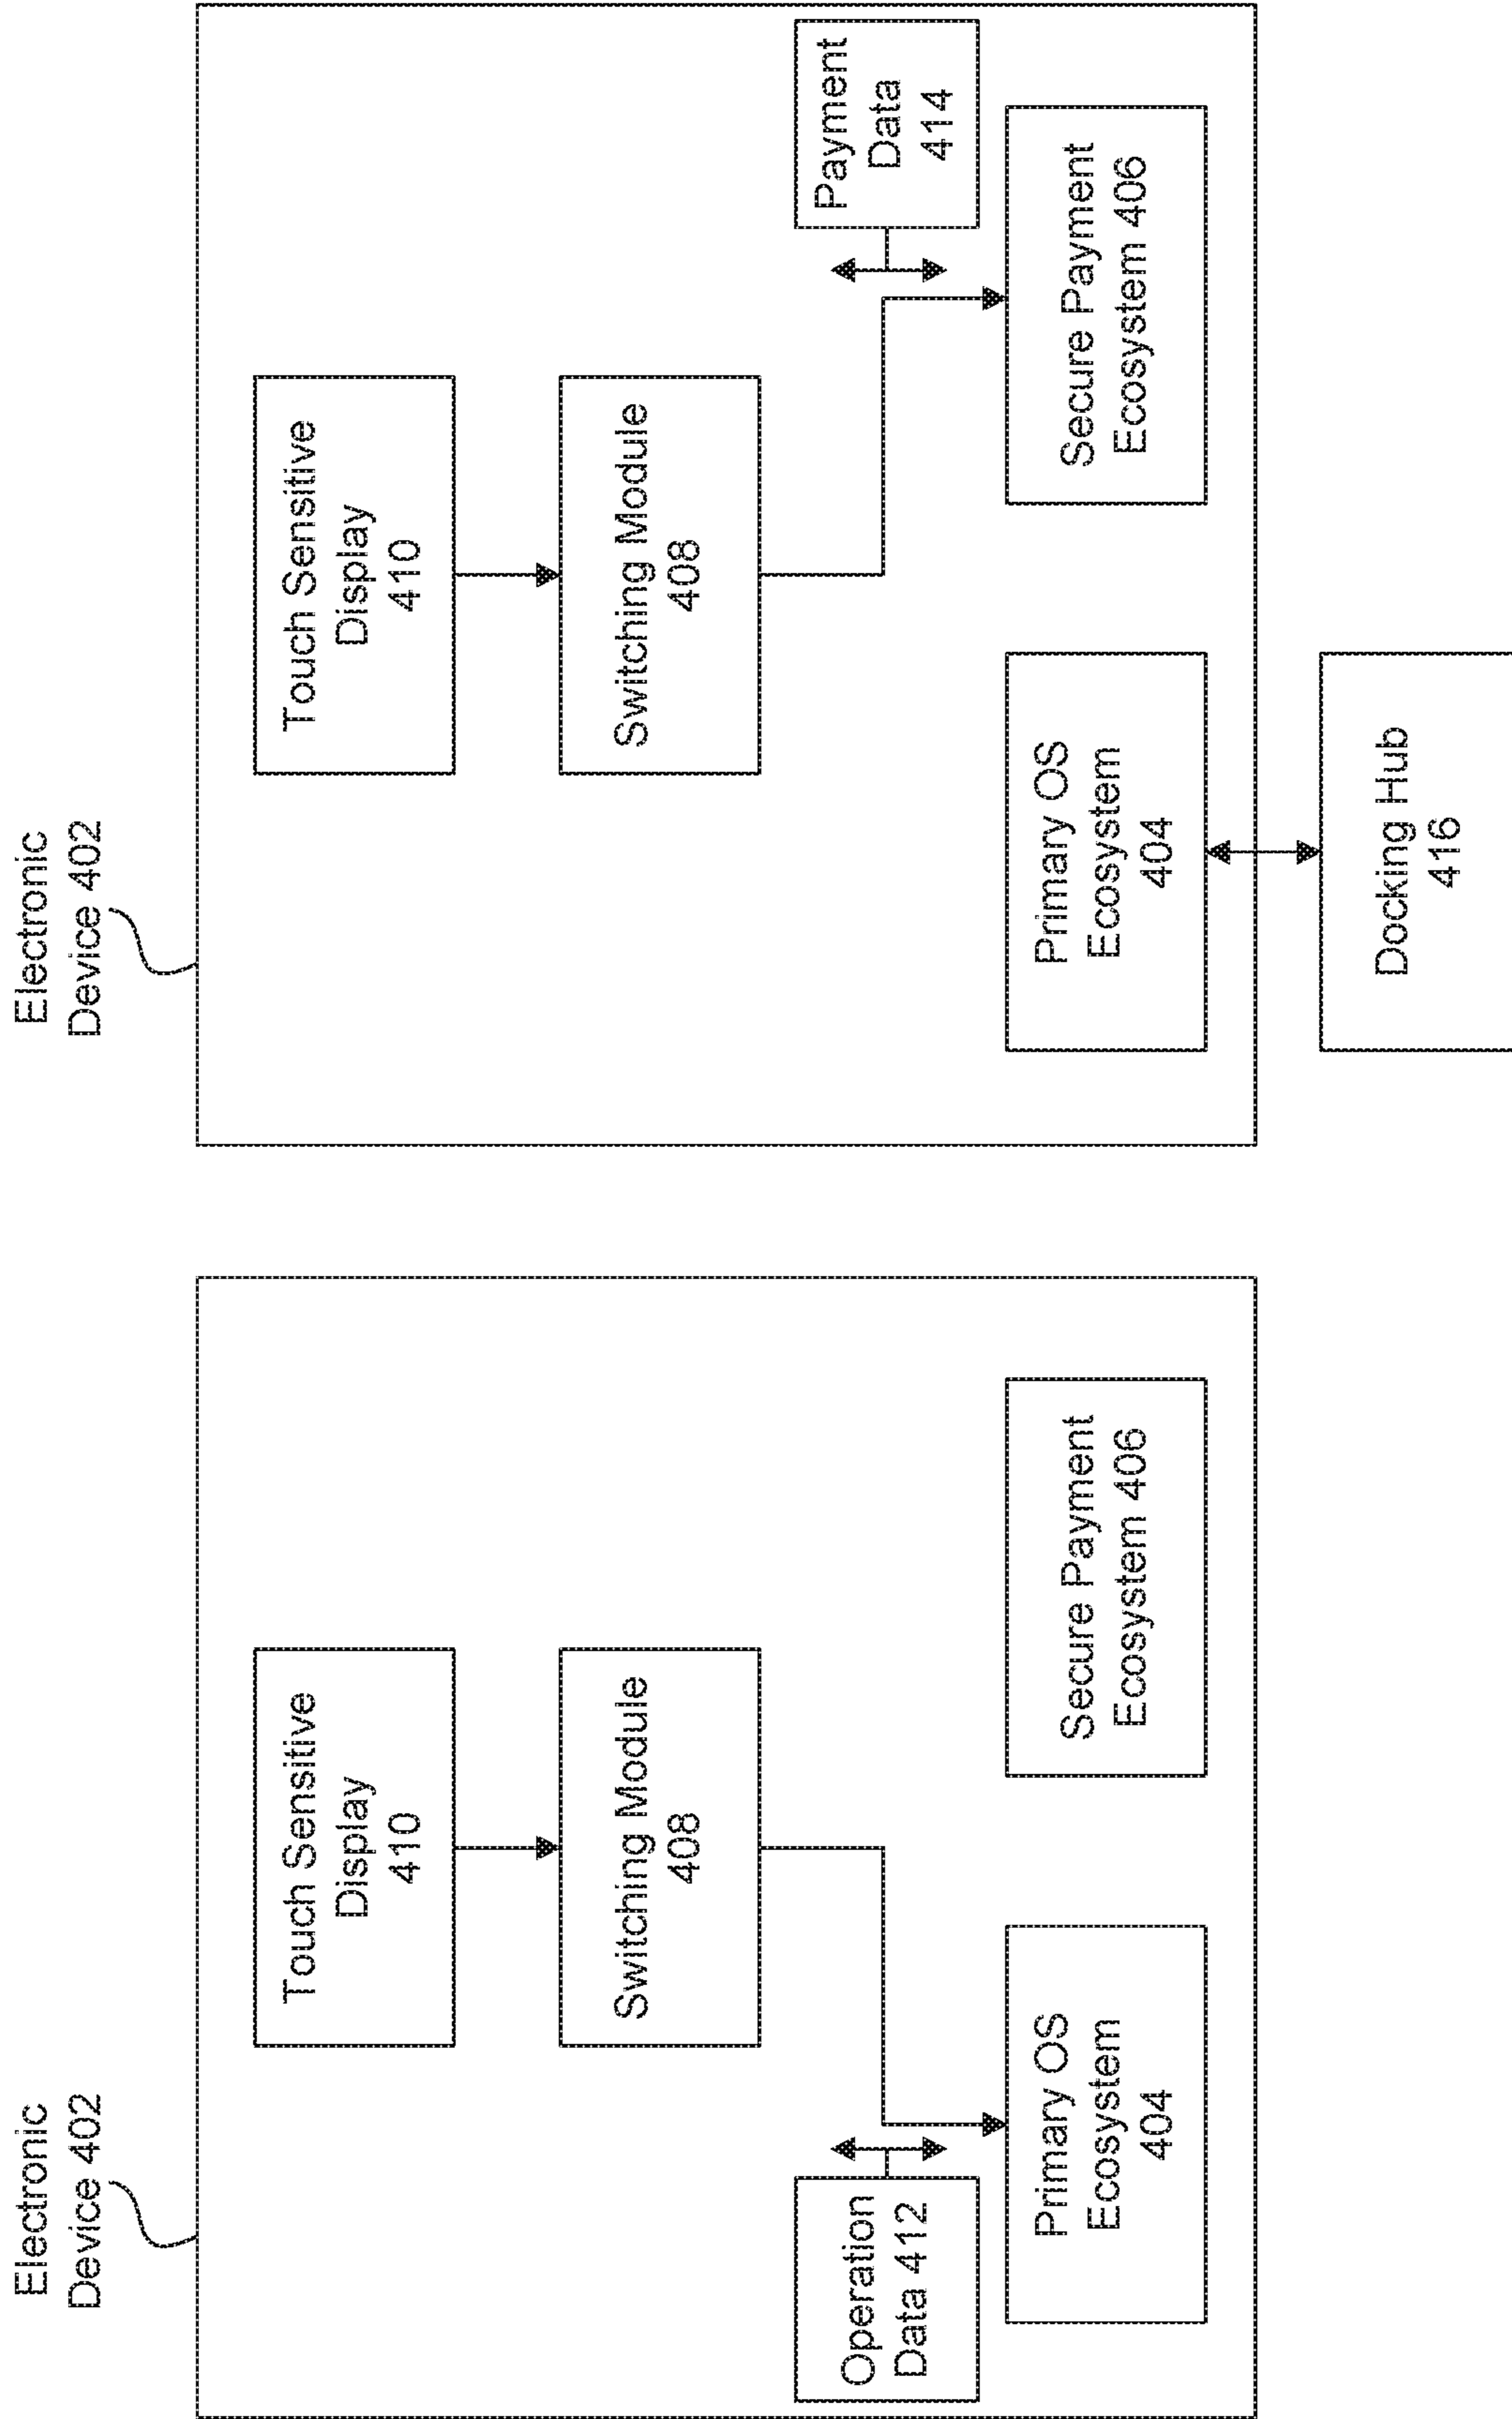 Electronic
Device 402
Touch Sensitive
Display
410
Switching Module
408
Operation
Data 412
Primary OS
Ecosystem
404
Secure Payment
Ecosystem 406
Electronic
Device 402
Touch Sensitive
Display
410
Switching Module
408
Payment
Data
414
Primary OS
Ecosystem
404
Secure Payment
Ecosystem 406
Docking Hub
416